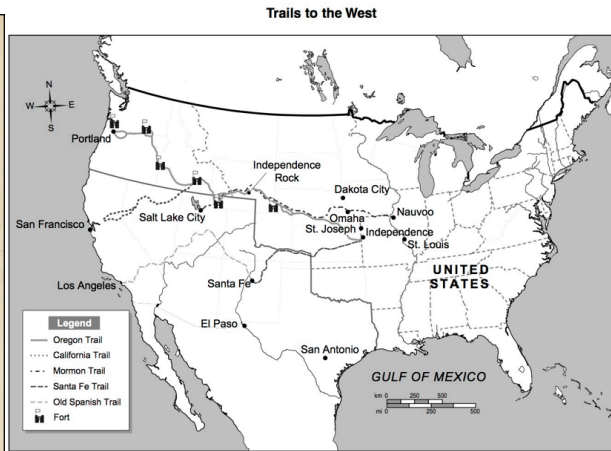 Trails to the West
N
W E
S
Portland
Independence
Rock
Dakota City
Salt Lake City
Omaha
Nauvoo
St. Joseph
Independence
St. Louis
San Francisco
UNITED
STATES
Los Angeles
Santa Fe
El Paso
San Antonio
GULF OF MEXICO
km 0 250 500
mi 0 250 500
Legend
Oregon Trail
California Trail
Mormon Trail
Santa Fe Trail
Old Spanish Trail
Fort